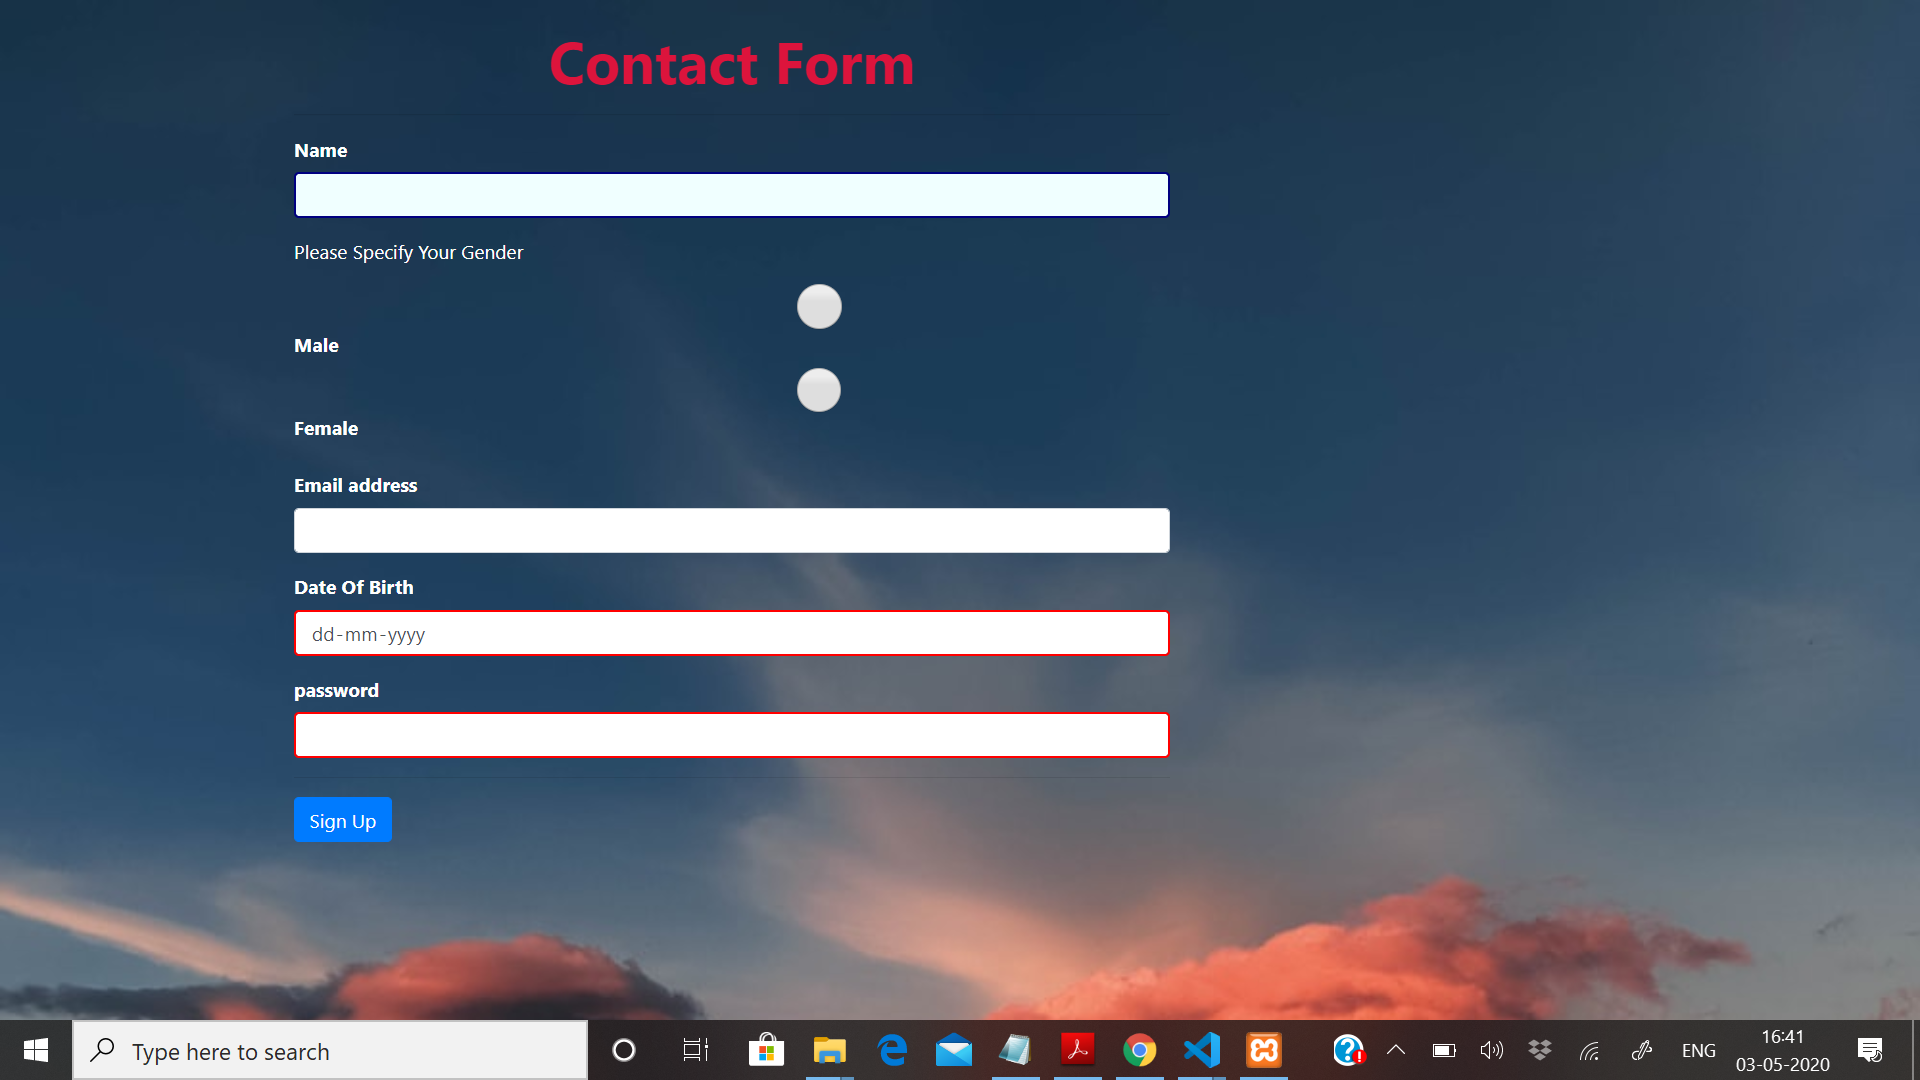 Contact Form
Name
Please Specify Your Gender
Male
Female
Email address
Date Of Birth
dd-mm-yyyy
password
Sign Up
Type here to search
ENG
16:41
03-05-2020